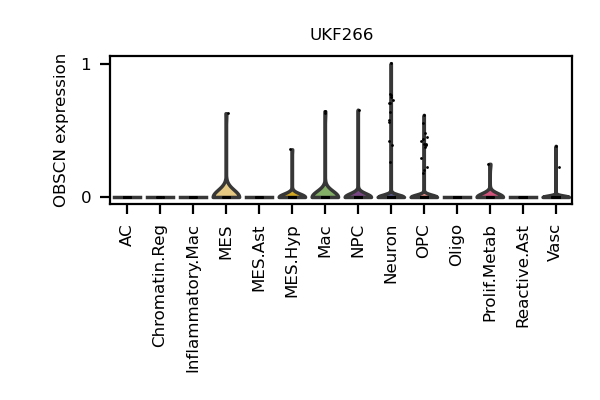 UKF266
OBSCN expression
1
0
AC
Chromatin.Reg
Inflammatory.Mac
MES
MES.Ast
MES.Hyp
Mac
NPC
Neuron
OPC
Oligo
Prolif.Metab
Reactive.Ast
Vasc